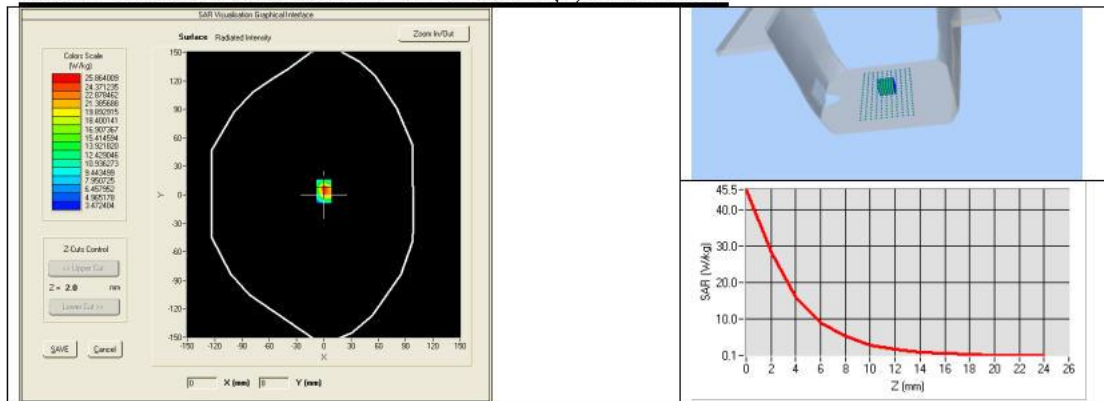 SAR Visualisation Graphical Interface
Surface Radiated Intensity
Zoom In/Out
Colors Scale
(W/kg)
25.864009
24.371235
22.878462
21.385688
19.892915
18.400141
16.907367
15.414594
13.921820
12.429046
10.936273
9.443499
7.950725
6.457952
4.965178
3.472404
Z-Cuts Control
<< Upper Cut
Z = 2.0 mm
Lower Cut >>
SAVE Cancel
150
120
90
60
30
0
-30
-60
-90
-120
-150
Y
-150 -120 -90 -60 -30 0 30 60 90 120 150
X
0 X (mm) 0 Y (mm)
45.5
40.0
30.0
20.0
10.0
0.1
SAR (W/kg)
0 2 4 6 8 10 12 14 16 18 20 22 24 26
Z (mm)